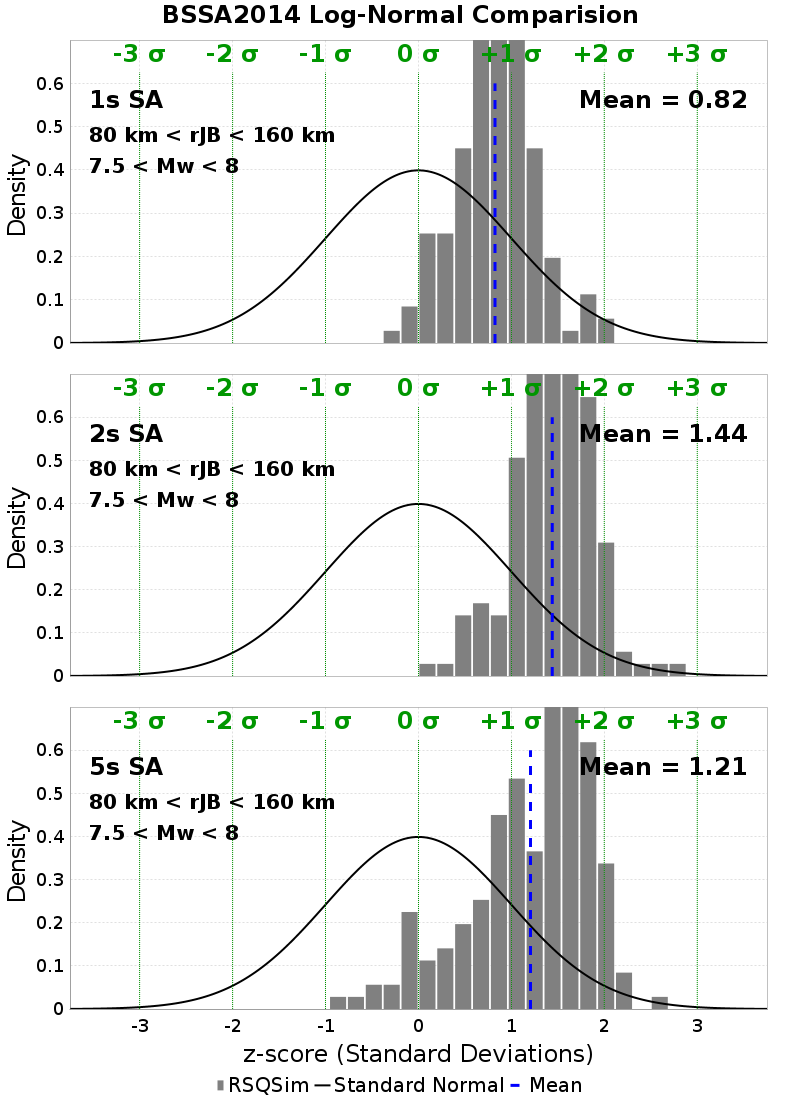 BSSA2014 Log-Normal Comparision
-3 σ -2 σ -1 σ 0 σ +1 σ +2 σ +3 σ
1s SA
Mean = 0.82
80 km < rJB < 160 km
7.5 < Mw < 8
Density
0.6
0.5
0.4
0.3
0.2
0.1
0
-3 σ -2 σ -1 σ 0 σ +1 σ +2 σ +3 σ
2s SA
Mean = 1.44
80 km < rJB < 160 km
7.5 < Mw < 8
Density
0.6
0.5
0.4
0.3
0.2
0.1
0
-3 σ -2 σ -1 σ 0 σ +1 σ +2 σ +3 σ
5s SA
Mean = 1.21
80 km < rJB < 160 km
7.5 < Mw < 8
Density
0.6
0.5
0.4
0.3
0.2
0.1
0
-3 -2 -1 0 1 2 3
z-score (Standard Deviations)
RSQSim Standard Normal Mean